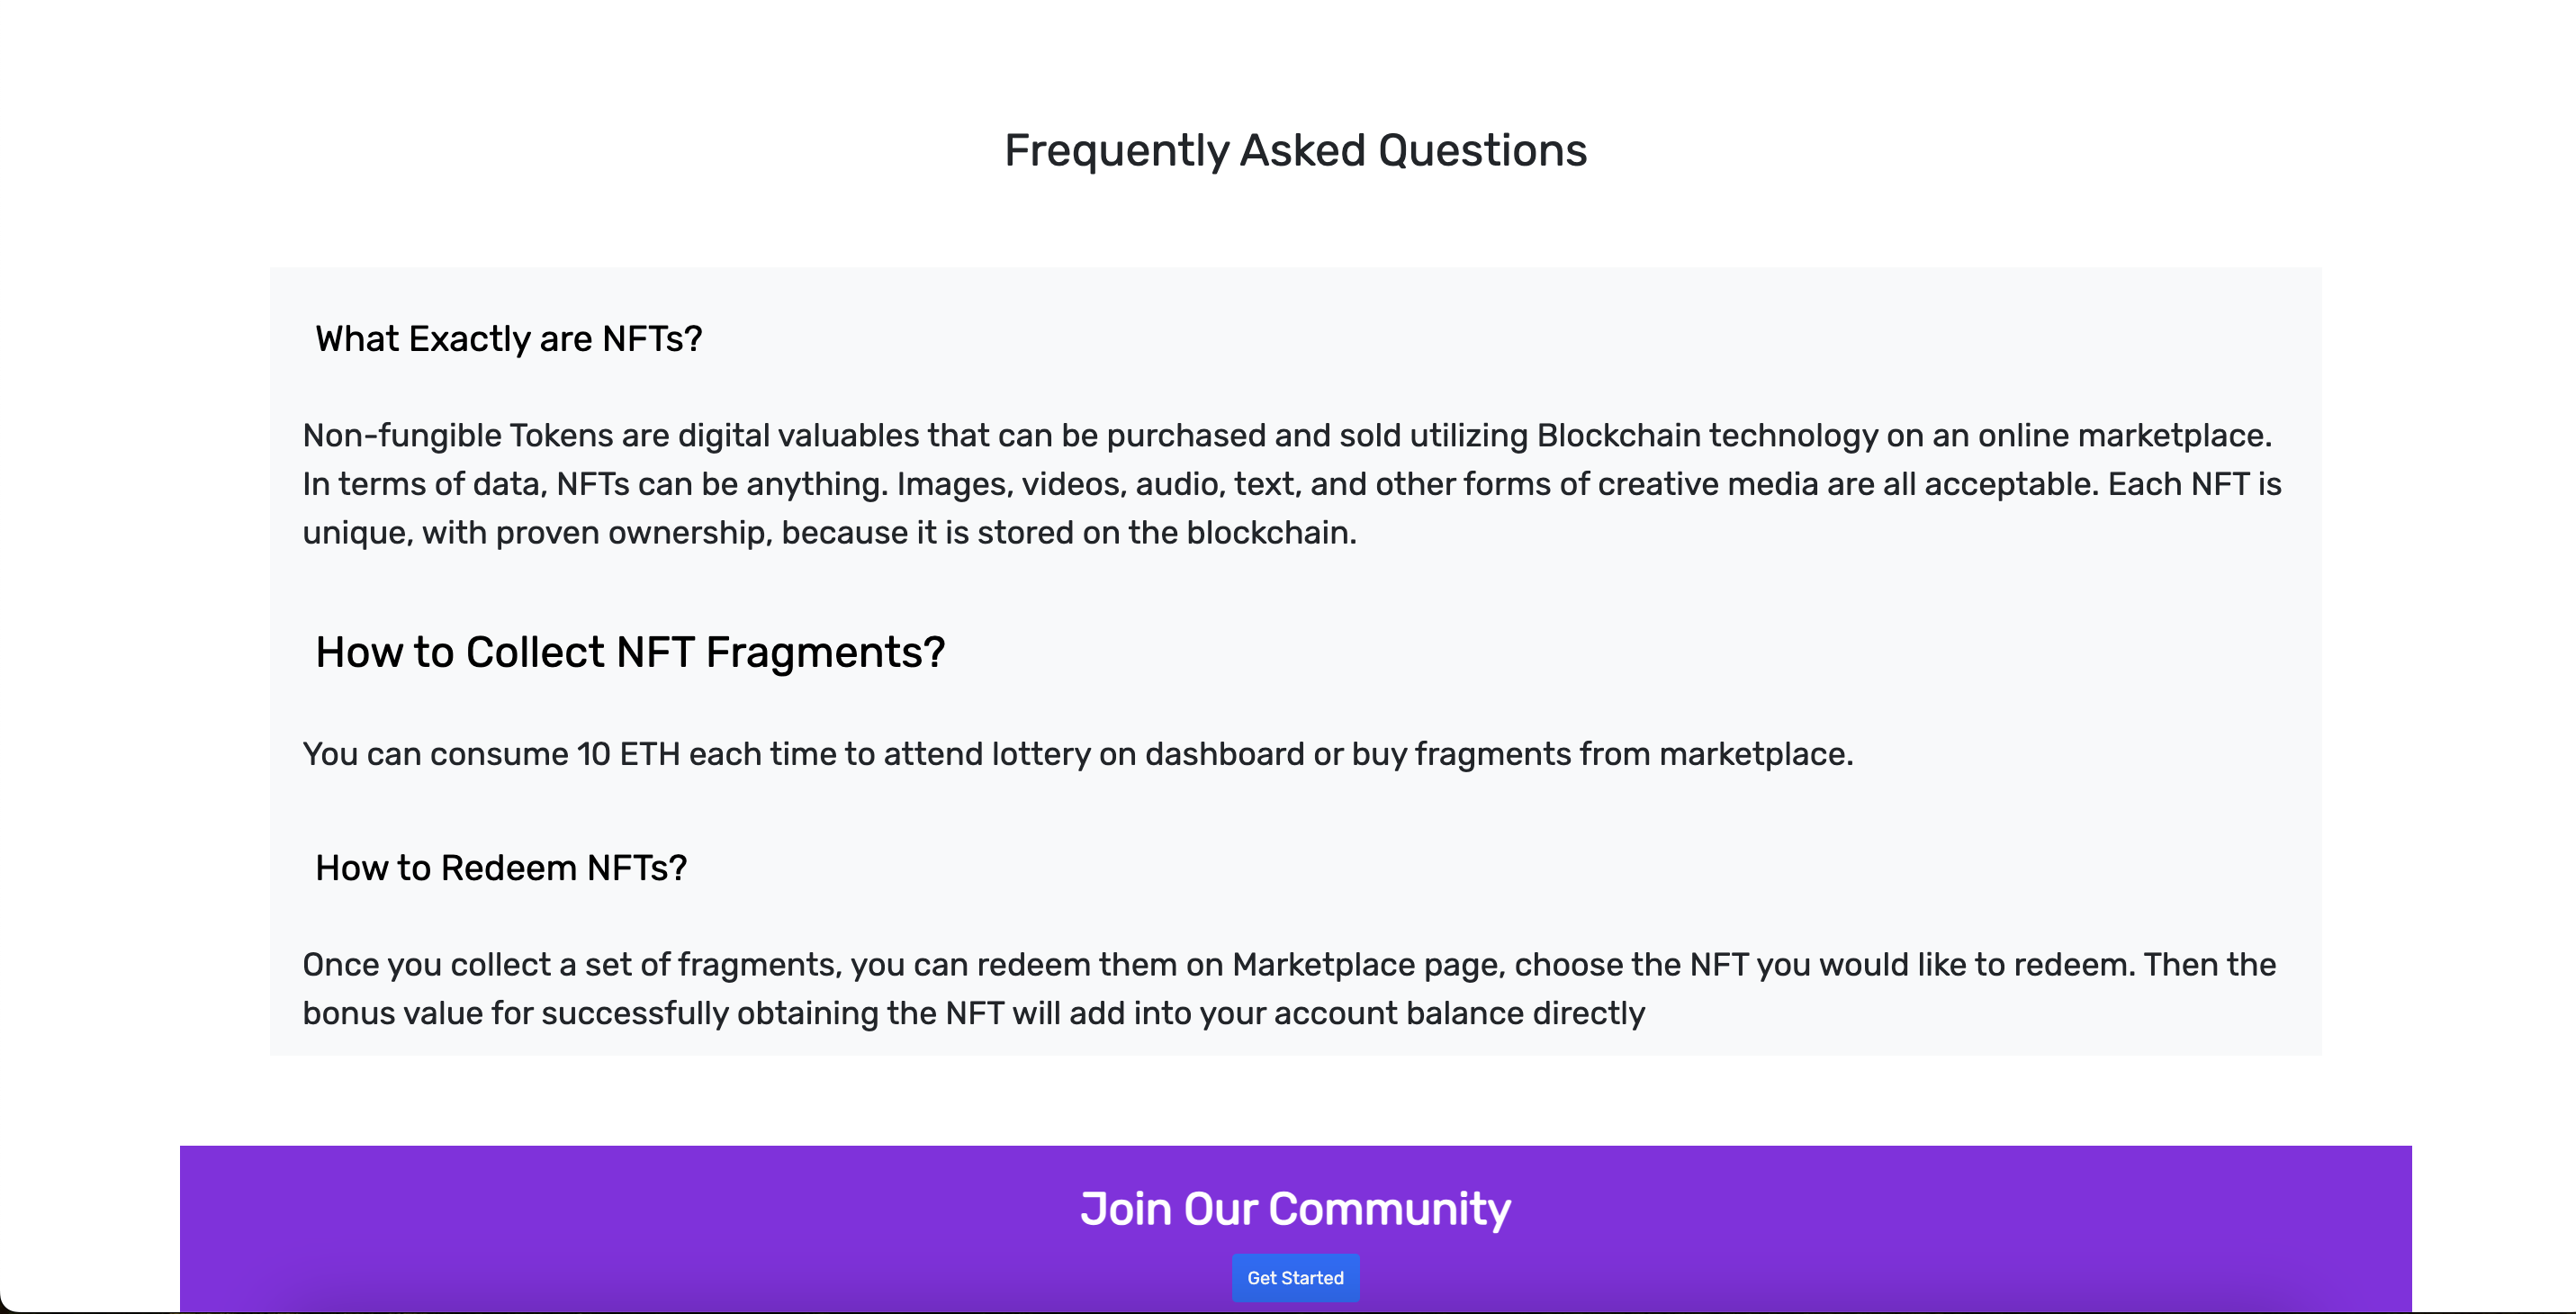 Frequently Asked Questions
What Exactly are NFTs?
Non-fungible Tokens are digital valuables that can be purchased and sold utilizing Blockchain technology on an online marketplace.
In terms of data, NFTs can be anything. Images, videos, audio, text, and other forms of creative media are all acceptable. Each NFT is
unique, with proven ownership, because it is stored on the blockchain.
How to Collect NFT Fragments?
You can consume 10 ETH each time to attend lottery on dashboard or buy fragments from marketplace.
How to Redeem NFTs?
Once you collect a set of fragments, you can redeem them on Marketplace page, choose the NFT you would like to redeem. Then the
bonus value for successfully obtaining the NFT will add into your account balance directly
Join Our Community
Get Started